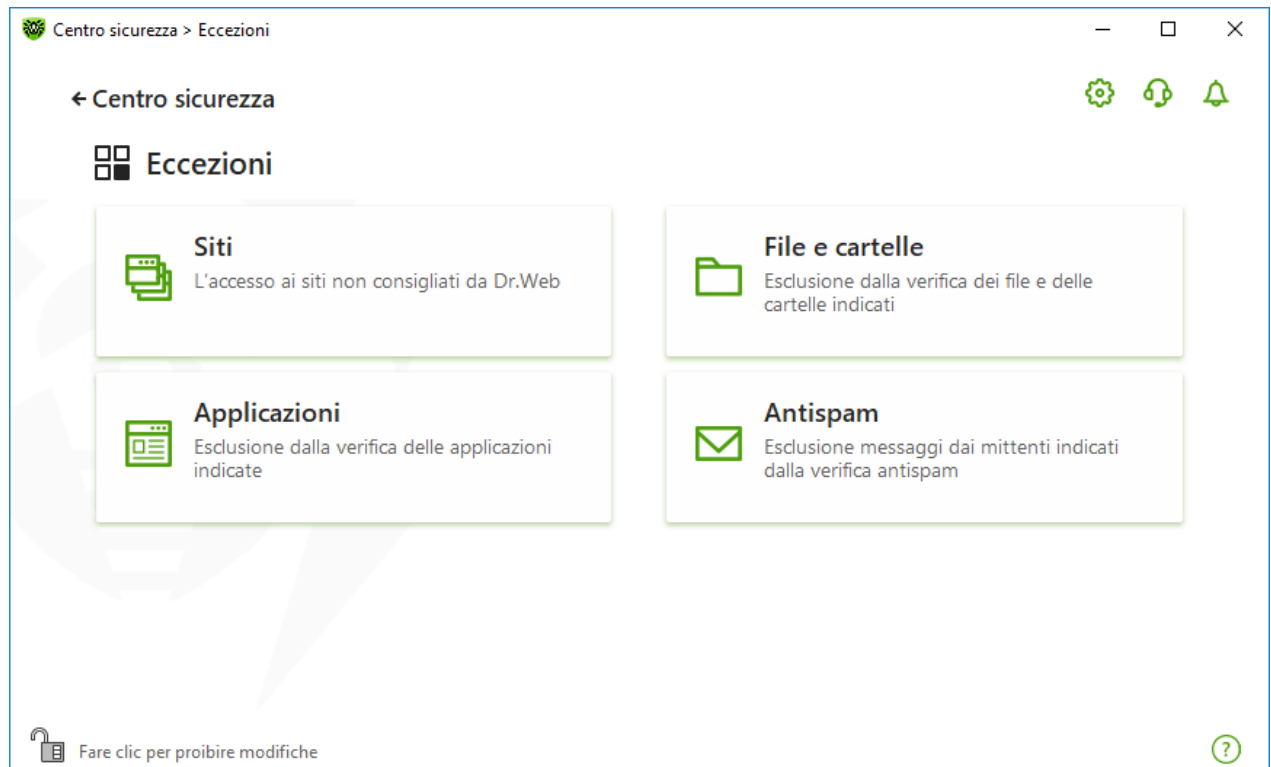 Centro sicurezza > Eccezioni
← Centro sicurezza
Eccezioni
Siti
L'accesso ai siti non consigliati da Dr.Web
File e cartelle
Esclusione dalla verifica dei file e delle
cartelle indicati
Applicazioni
Esclusione dalla verifica delle applicazioni
indicate
Antispam
Esclusione messaggi dai mittenti indicati
dalla verifica antispam
Fare clic per proibire modifiche
?